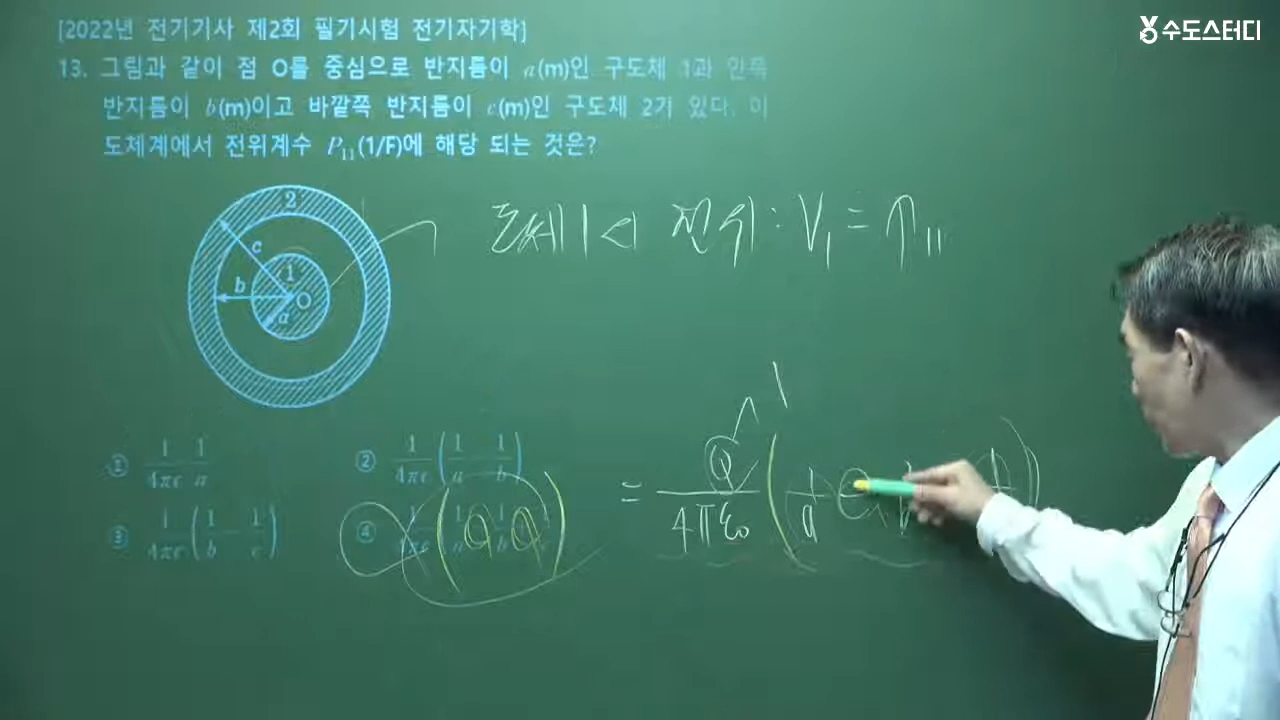 수도스터디
[2022년 전기기사 제2회 필기시험 전기자기학]
13. 그림과 같이 점 O를 중심으로 반지름이 a(m)인 구도체 1과 안쪽
반지름이 b(m)이고 바깥쪽 반지름이 c(m)인 구도체 2가 있다. 이
도체계에서 전위계수 P₁₁(1/F)에 해당 되는 것은?
2
c
1
b
O
a
전위 : V₁ = P₁₁
① 1/4πε 1/a
② 1/4πε (1/a - 1/b)
= Q/4πε₀
1
③ 1/4πε (1/b - 1/c)
④